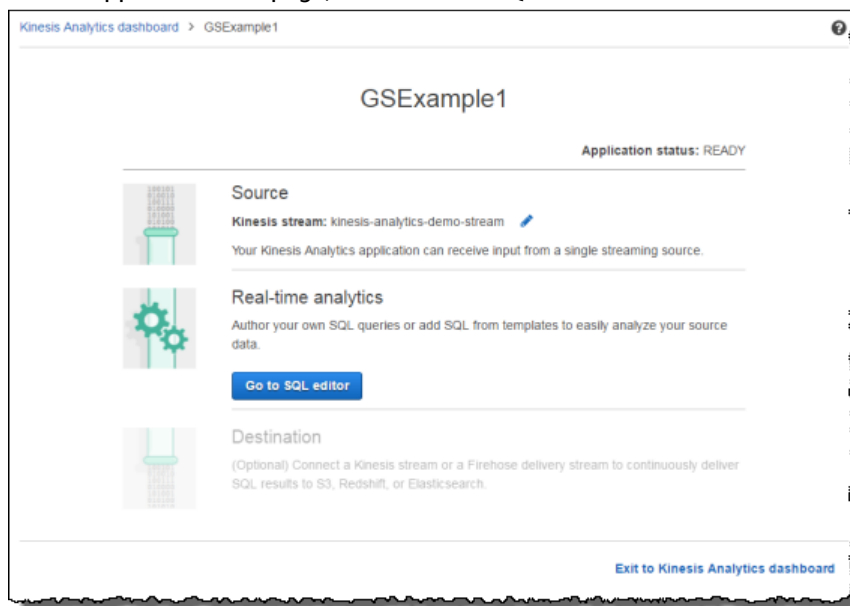 Kinesis Analytics dashboard > GSExample1
GSExample1
Application status: READY
Source
Kinesis stream: kinesis-analytics-demo-stream
Your Kinesis Analytics application can receive input from a single streaming source.
Real-time analytics
Author your own SQL queries or add SQL from templates to easily analyze your source
data.
Go to SQL editor
Destination
(Optional) Connect a Kinesis stream or a Firehose delivery stream to continuously deliver
SQL results to S3, Redshift, or Elasticsearch.
Exit to Kinesis Analytics dashboard